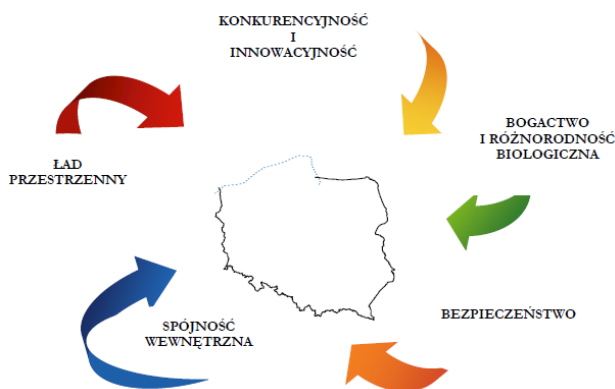 KONKURENCYJNOŚĆ
I
INNOWACYJNOŚĆ
BOGACTWO
I RÓŻNORODNOŚĆ
BIOLOGICZNA
ŁAD
PRZESTRZENNY
BEZPIECZEŃSTWO
SPÓJNOŚĆ
WEWNĘTRZNA